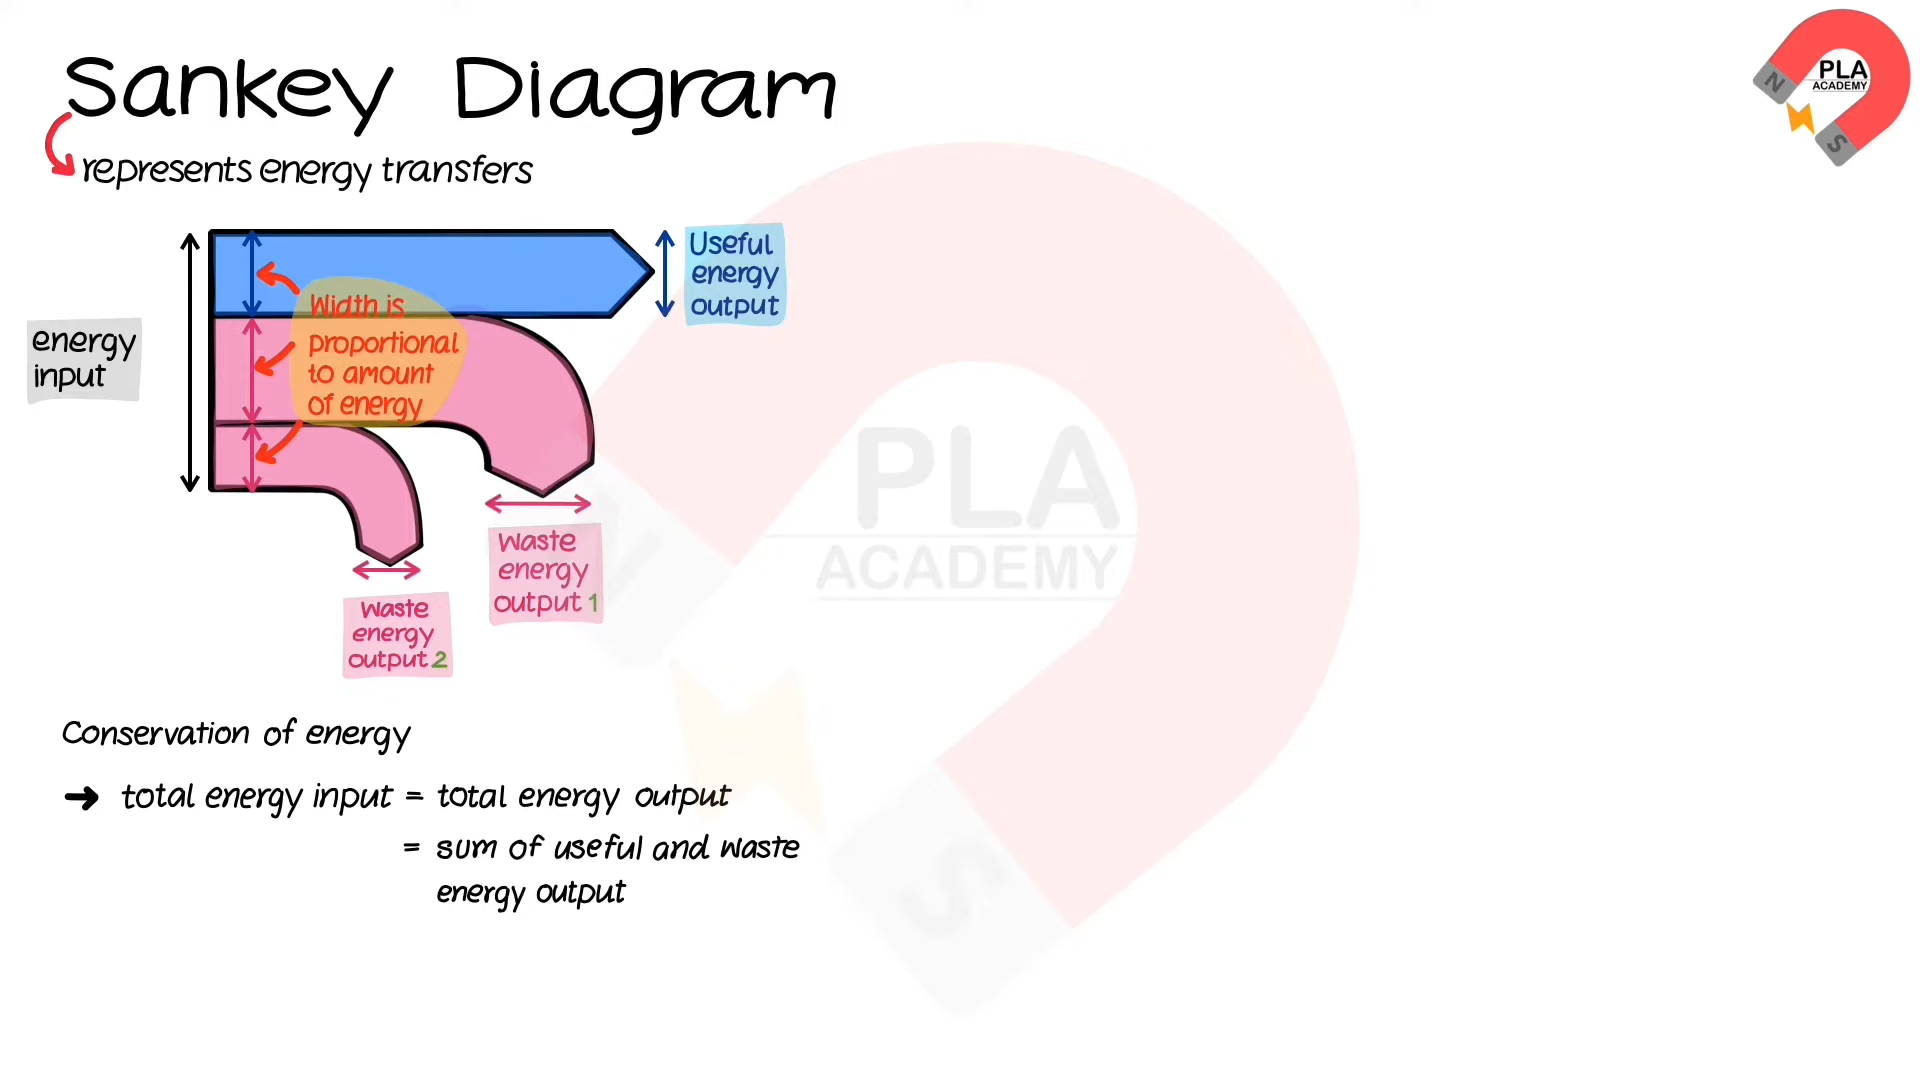 Sankey Diagram
represents energy transfers
N
PLA
ACADEMY
S
energy
input
Width is
proportional
to amount
of energy
Useful
energy
output
Waste
energy
output 1
Waste
energy
output 2
N
PLA
ACADEMY
S
Conservation of energy
➜ total energy input = total energy output
= sum of useful and waste
energy output